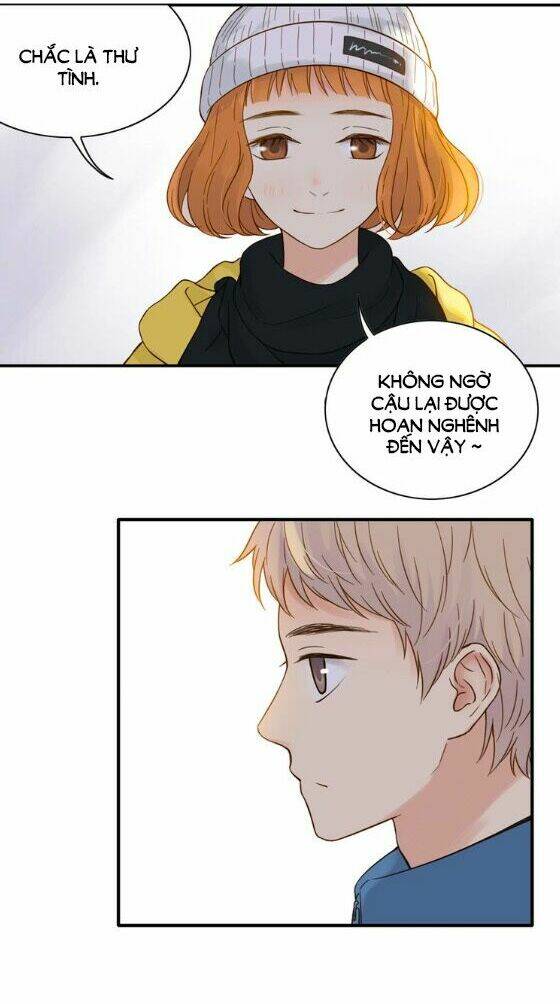 CHẮC LÀ THƯ
TÌNH.
KHÔNG NGỜ
CẬU LẠI ĐƯỢC
HOAN NGHÊNH
ĐẾN VẬY ~